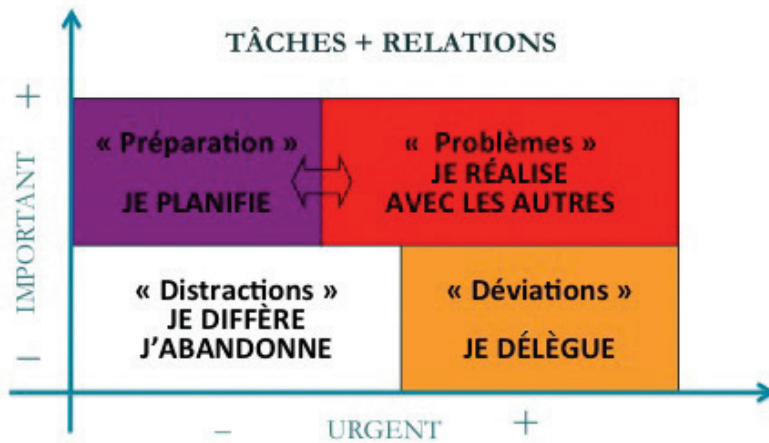 TÂCHES + RELATIONS
+
« Préparation »
JE PLANIFIE
« Problèmes »
JE RÉALISE
AVEC LES AUTRES
IMPORTANT
« Distractions »
JE DIFFÈRE
J’ABANDONNE
« Déviations »
JE DÉLÈGUE
–
– URGENT +